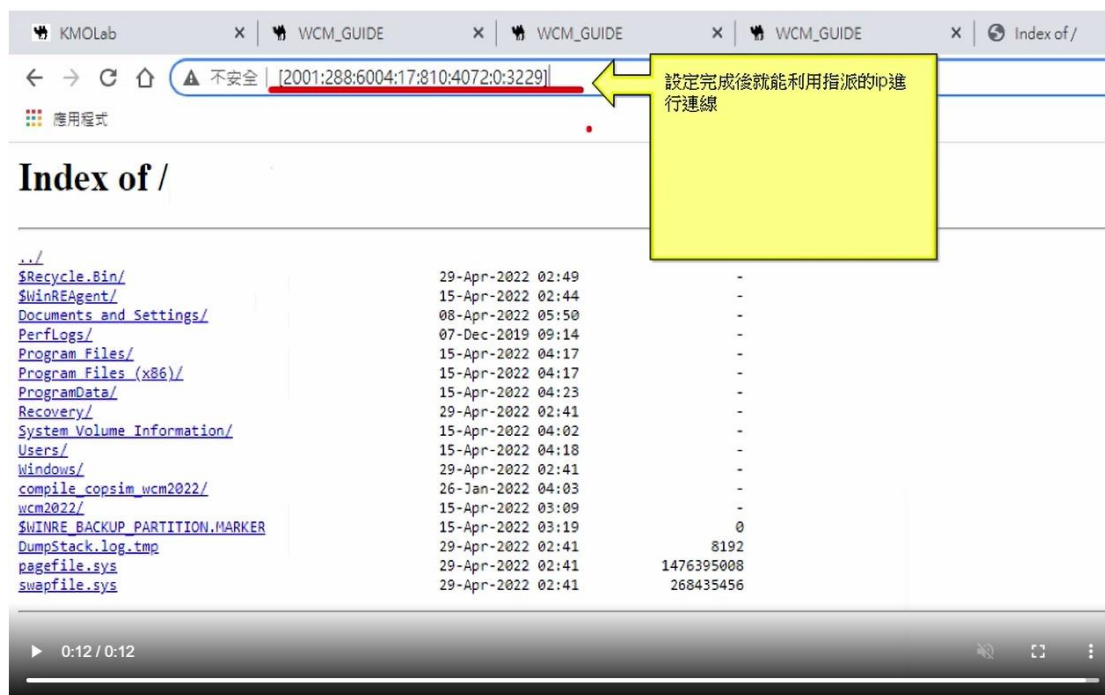 KMOLab
WCM_GUIDE
WCM_GUIDE
WCM_GUIDE
Index of /
不安全 [2001:288:6004:17:810:4072:0:3229]
設定完成後就能利用指派的ip進
行連線
應用程式
Index of /
../
$Recycle.Bin/ 29-Apr-2022 02:49 -
$WinREAgent/ 15-Apr-2022 02:44 -
Documents and Settings/ 08-Apr-2022 05:50 -
PerfLogs/ 07-Dec-2019 09:14 -
Program Files/ 15-Apr-2022 04:17 -
Program Files (x86)/ 15-Apr-2022 04:17 -
ProgramData/ 15-Apr-2022 04:23 -
Recovery/ 29-Apr-2022 02:41 -
System Volume Information/ 15-Apr-2022 04:02 -
Users/ 15-Apr-2022 04:18 -
Windows/ 29-Apr-2022 02:41 -
compile_copsim_wcm2022/ 26-Jan-2022 04:03 -
wcm2022/ 15-Apr-2022 03:09 -
$WINRE_BACKUP_PARTITION.MARKER 15-Apr-2022 03:19 0
DumpStack.log.tmp 29-Apr-2022 02:41 8192
pagefile.sys 29-Apr-2022 02:41 1476395008
swapfile.sys 29-Apr-2022 02:41 268435456
0:12 / 0:12